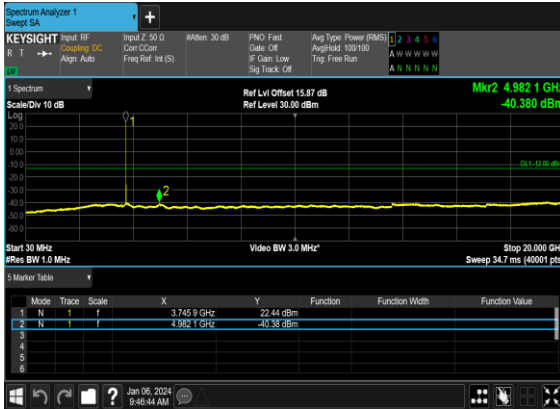 Spectrum Analyzer 1
Swept SA
+
KEYSIGHT Input: RF Input Z: 50 Ω #Atten: 30 dB PNO: Fast Avg Type: Power (RMS) 1 2 3 4 5 6
R T Coupling: DC Corr CCorr Gate: Off Avg|Hold: 100/100 A W W W W W
Align: Auto Freq Ref: Int (S) IF Gain: Low Trig: Free Run
Sig Track: Off A N N N N N
1 Spectrum Ref Lvl Offset 15.87 dB Mkr2 4.982 1 GHz
Scale/Div 10 dB Ref Level 30.00 dBm -40.380 dBm
Log
20.0
10.0
0.00
-10.0
DL1 -13.00 dBm
-20.0
-30.0
-40.0
-50.0
-60.0
1
2
Start 30 MHz Video BW 3.0 MHz* Stop 20.000 GHz
#Res BW 1.0 MHz Sweep 34.7 ms (40001 pts)
5 Marker Table
Mode Trace Scale X Y Function Function Width Function Value
1 N 1 f 3.745 9 GHz 22.44 dBm
2 N 1 f 4.982 1 GHz -40.38 dBm
3
4
5
6
? Jan 06, 2024
9:46:44 AM